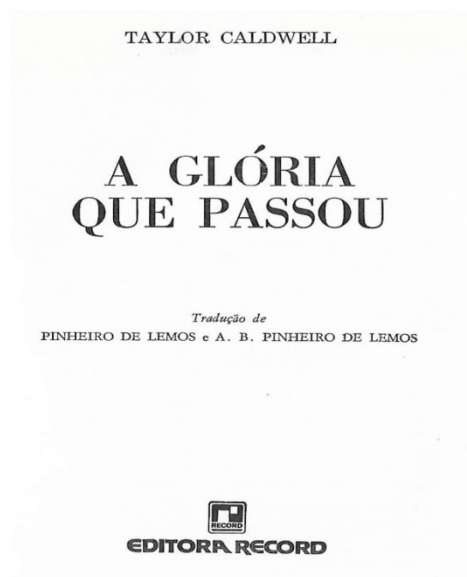 TAYLOR CALDWELL
A GLÓRIA
QUE PASSOU
Tradução de
PINHEIRO DE LEMOS e A. B. PINHEIRO DE LEMOS
RECORD
EDITORA RECORD